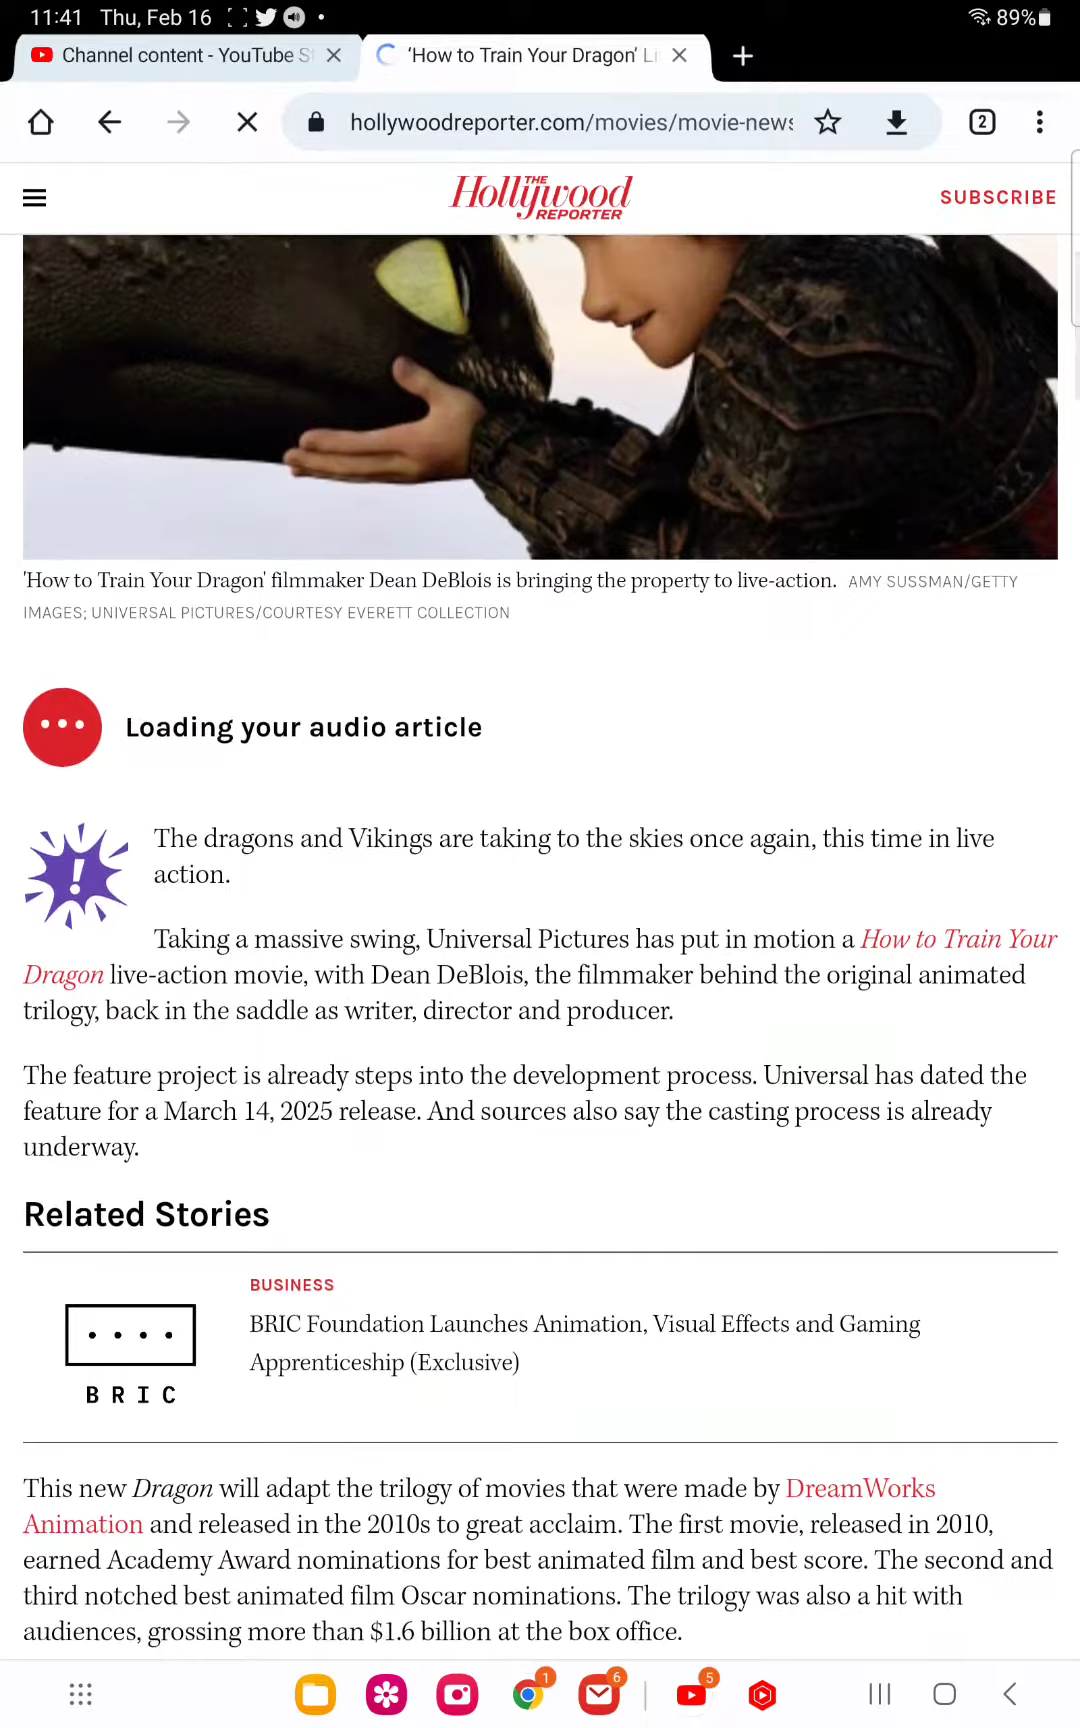 11:41 Thu, Feb 16
89%
Channel content - YouTube S
'How to Train Your Dragon' Li
hollywoodreporter.com/movies/movie-news
2
THE
Hollywood
REPORTER
SUBSCRIBE
'How to Train Your Dragon' filmmaker Dean DeBlois is bringing the property to live-action. AMY SUSSMAN/GETTY
IMAGES; UNIVERSAL PICTURES/COURTESY EVERETT COLLECTION
Loading your audio article
The dragons and Vikings are taking to the skies once again, this time in live
action.
Taking a massive swing, Universal Pictures has put in motion a How to Train Your
Dragon live-action movie, with Dean DeBlois, the filmmaker behind the original animated
trilogy, back in the saddle as writer, director and producer.
The feature project is already steps into the development process. Universal has dated the
feature for a March 14, 2025 release. And sources also say the casting process is already
underway.
Related Stories
BUSINESS
BRIC Foundation Launches Animation, Visual Effects and Gaming
Apprenticeship (Exclusive)
BRIC
This new Dragon will adapt the trilogy of movies that were made by DreamWorks
Animation and released in the 2010s to great acclaim. The first movie, released in 2010,
earned Academy Award nominations for best animated film and best score. The second and
third notched best animated film Oscar nominations. The trilogy was also a hit with
audiences, grossing more than $1.6 billion at the box office.
1
6
5